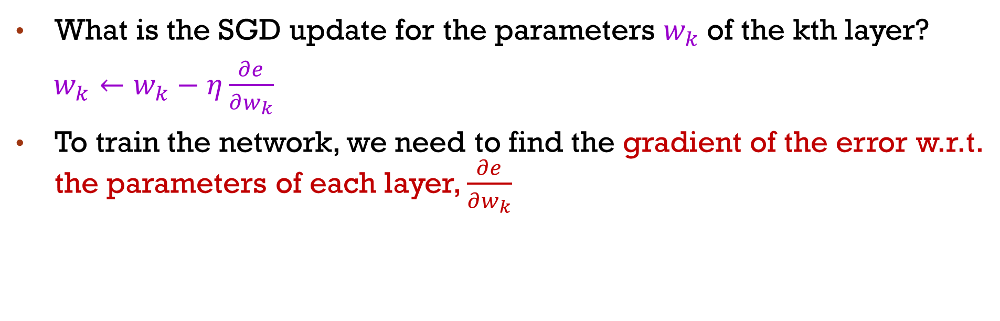 • What is the SGD update for the parameters $w_k$ of the kth layer?
$w_k \leftarrow w_k - \eta \frac{\partial e}{\partial w_k}$
• To train the network, we need to find the gradient of the error w.r.t.
the parameters of each layer, $\frac{\partial e}{\partial w_k}$